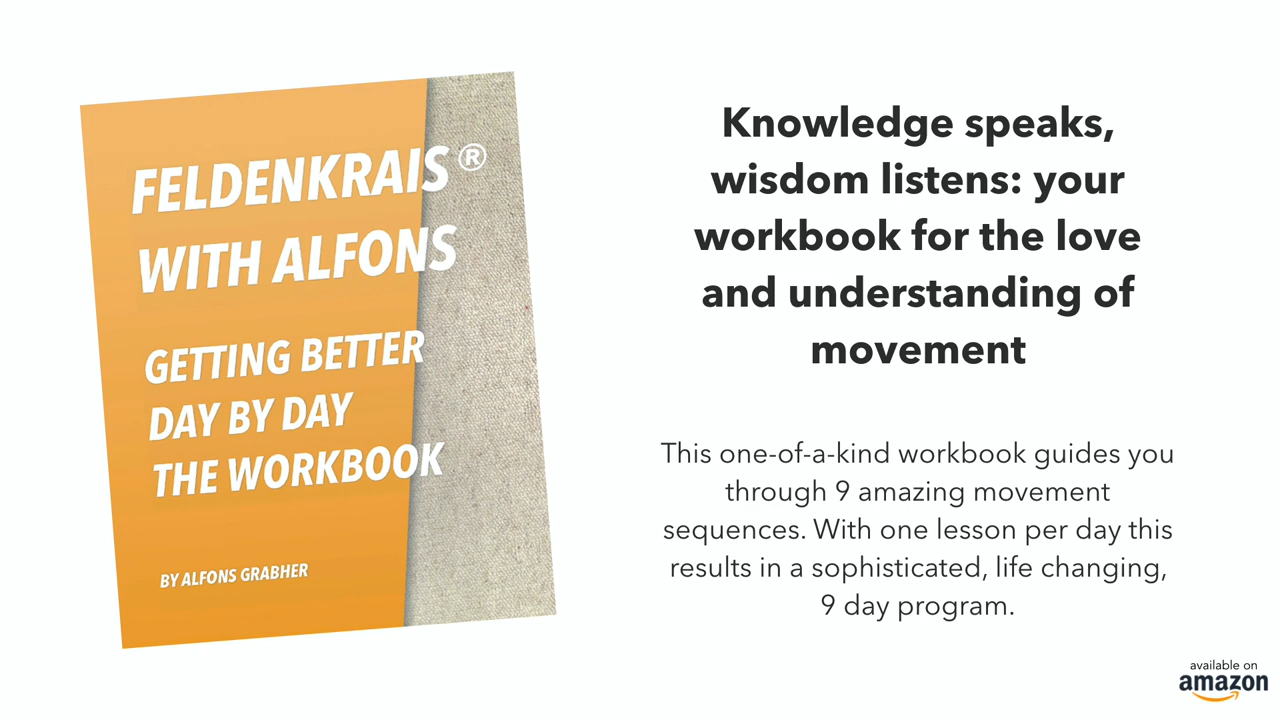 FELDENKRAIS®
WITH ALFONS
GETTING BETTER
DAY BY DAY
THE WORKBOOK
BY ALFONS GRABHER
Knowledge speaks,
wisdom listens: your
workbook for the love
and understanding of
movement
This one-of-a-kind workbook guides you
through 9 amazing movement
sequences. With one lesson per day this
results in a sophisticated, life changing,
9 day program.
available on
amazon